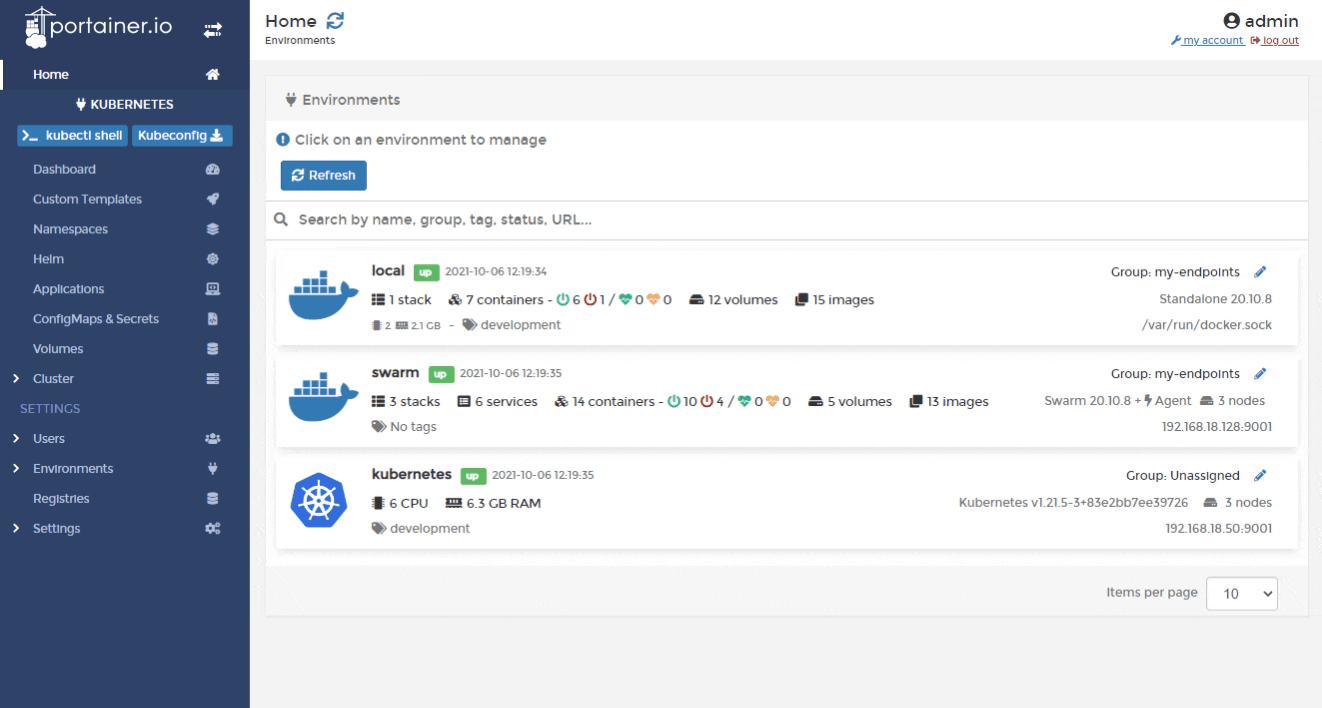 portainer.io
Home
KUBERNETES
kubectl shell Kubeconfig
Dashboard
Custom Templates
Namespaces
Helm
Applications
ConfigMaps & Secrets
Volumes
Cluster
SETTINGS
Users
Environments
Registries
Settings
Home
Environments
admin
my account log out
Environments
Click on an environment to manage
Refresh
Search by name, group, tag, status, URL...
local up 2021-10-06 12:19:34 Group: my-endpoints
1 stack 7 containers - 6 1 / 0 0 12 volumes 15 images Standalone 20.10.8
2 2.1 GB - development /var/run/docker.sock
swarm up 2021-10-06 12:19:35 Group: my-endpoints
3 stacks 6 services 14 containers - 10 4 / 0 0 5 volumes 13 images Swarm 20.10.8 + Agent 3 nodes
No tags 192.168.18.128:9001
kubernetes up 2021-10-06 12:19:35 Group: Unassigned
6 CPU 6.3 GB RAM Kubernetes v1.21.5-3+83e2bb7ee39726 3 nodes
development 192.168.18.50:9001
Items per page 10